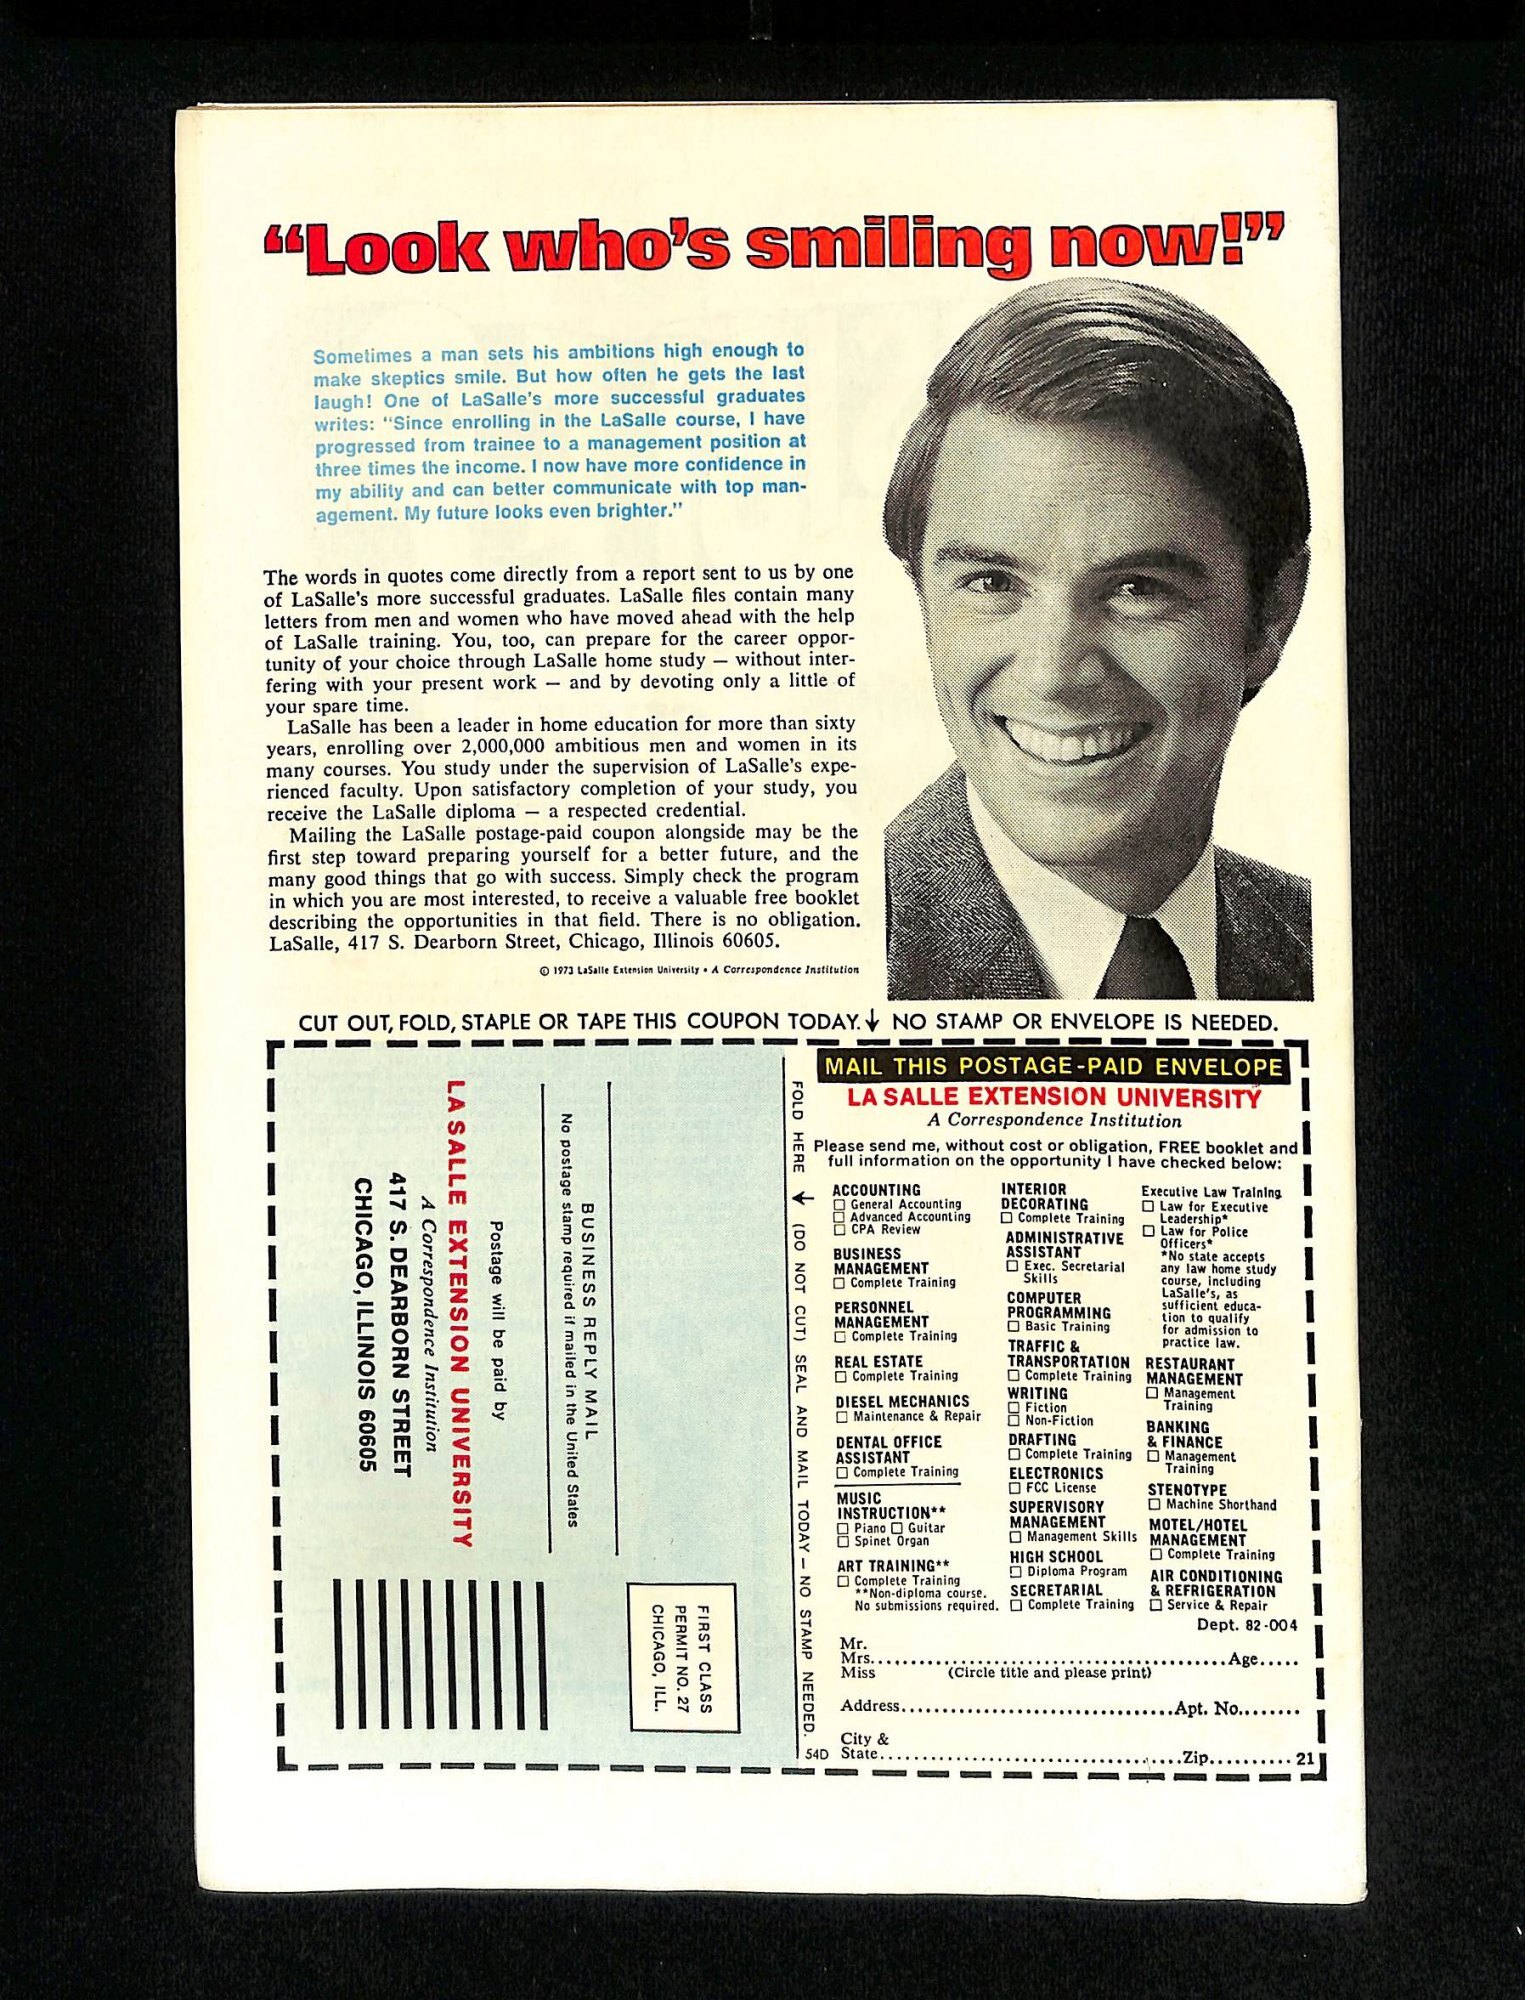 “Look who's smiling now!”
Sometimes a man sets his ambitions high enough to
make skeptics smile. But how often he gets the last
laugh! One of LaSalle's more successful graduates
writes: "Since enrolling in the LaSalle course, I have
progressed from trainee to a management position at
three times the income. I now have more confidence in
my ability and can better communicate with top man-
agement. My future looks even brighter."
The words in quotes come directly from a report sent to us by one
of LaSalle's more successful graduates. LaSalle files contain many
letters from men and women who have moved ahead with the help
of LaSalle training. You, too, can prepare for the career oppor-
tunity of your choice through LaSalle home study — without inter-
fering with your present work — and by devoting only a little of
your spare time.
LaSalle has been a leader in home education for more than sixty
years, enrolling over 2,000,000 ambitious men and women in its
many courses. You study under the supervision of LaSalle's expe-
rienced faculty. Upon satisfactory completion of your study, you
receive the LaSalle diploma — a respected credential.
Mailing the LaSalle postage-paid coupon alongside may be the
first step toward preparing yourself for a better future, and the
many good things that go with success. Simply check the program
in which you are most interested, to receive a valuable free booklet
describing the opportunities in that field. There is no obligation.
LaSalle, 417 S. Dearborn Street, Chicago, Illinois 60605.
© 1973 LaSalle Extension University • A Correspondence Institution
CUT OUT, FOLD, STAPLE OR TAPE THIS COUPON TODAY.↓ NO STAMP OR ENVELOPE IS NEEDED.
BUSINESS REPLY MAIL
No postage stamp required if mailed in the United States
Postage will be paid by
LA SALLE EXTENSION UNIVERSITY
A Correspondence Institution
417 S. DEARBORN STREET
CHICAGO, ILLINOIS 60605
FIRST CLASS
PERMIT NO. 27
CHICAGO, ILL.
FOLD HERE ↓ (DO NOT CUT) SEAL AND MAIL TODAY — NO STAMP NEEDED.
MAIL THIS POSTAGE-PAID ENVELOPE
LA SALLE EXTENSION UNIVERSITY
A Correspondence Institution
Please send me, without cost or obligation, FREE booklet and
full information on the opportunity I have checked below:
ACCOUNTING
☐ General Accounting
☐ Advanced Accounting
☐ CPA Review
BUSINESS
MANAGEMENT
☐ Complete Training
PERSONNEL
MANAGEMENT
☐ Complete Training
REAL ESTATE
☐ Complete Training
DIESEL MECHANICS
☐ Maintenance & Repair
DENTAL OFFICE
ASSISTANT
☐ Complete Training
MUSIC
INSTRUCTION**
☐ Piano ☐ Guitar
☐ Spinet Organ
ART TRAINING**
☐ Complete Training
**Non-diploma course.
No submissions required.
INTERIOR
DECORATING
☐ Complete Training
ADMINISTRATIVE
ASSISTANT
☐ Exec. Secretarial
Skills
COMPUTER
PROGRAMMING
☐ Basic Training
TRAFFIC &
TRANSPORTATION
☐ Complete Training
WRITING
☐ Fiction
☐ Non-Fiction
DRAFTING
☐ Complete Training
ELECTRONICS
☐ FCC License
SUPERVISORY
MANAGEMENT
☐ Management Skills
HIGH SCHOOL
☐ Diploma Program
SECRETARIAL
☐ Complete Training
Executive Law Training
☐ Law for Executive
Leadership*
☐ Law for Police
Officers*
*No state accepts
any law home study
course, including
LaSalle's, as
sufficient educa-
tion to qualify
for admission to
practice law.
RESTAURANT
MANAGEMENT
☐ Management
Training
BANKING
& FINANCE
☐ Management
Training
STENOTYPE
☐ Machine Shorthand
MOTEL/HOTEL
MANAGEMENT
☐ Complete Training
AIR CONDITIONING
& REFRIGERATION
☐ Service & Repair
Dept. 82-004
Mr.
Mrs. Age
Miss (Circle title and please print)
Address Apt. No.
City &
State Zip 21
54D